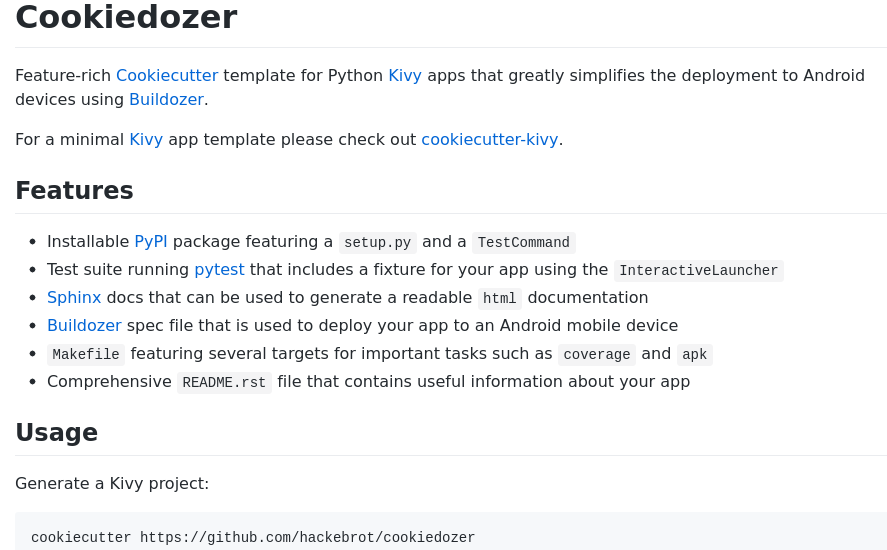 Cookiedozer
Feature-rich Cookiecutter template for Python Kivy apps that greatly simplifies the deployment to Android
devices using Buildozer.
For a minimal Kivy app template please check out cookiecutter-kivy.
Features
• Installable PyPI package featuring a setup.py and a TestCommand
• Test suite running pytest that includes a fixture for your app using the InteractiveLauncher
• Sphinx docs that can be used to generate a readable html documentation
• Buildozer spec file that is used to deploy your app to an Android mobile device
• Makefile featuring several targets for important tasks such as coverage and apk
• Comprehensive README.rst file that contains useful information about your app
Usage
Generate a Kivy project:
cookiecutter https://github.com/hackebrot/cookiedozer